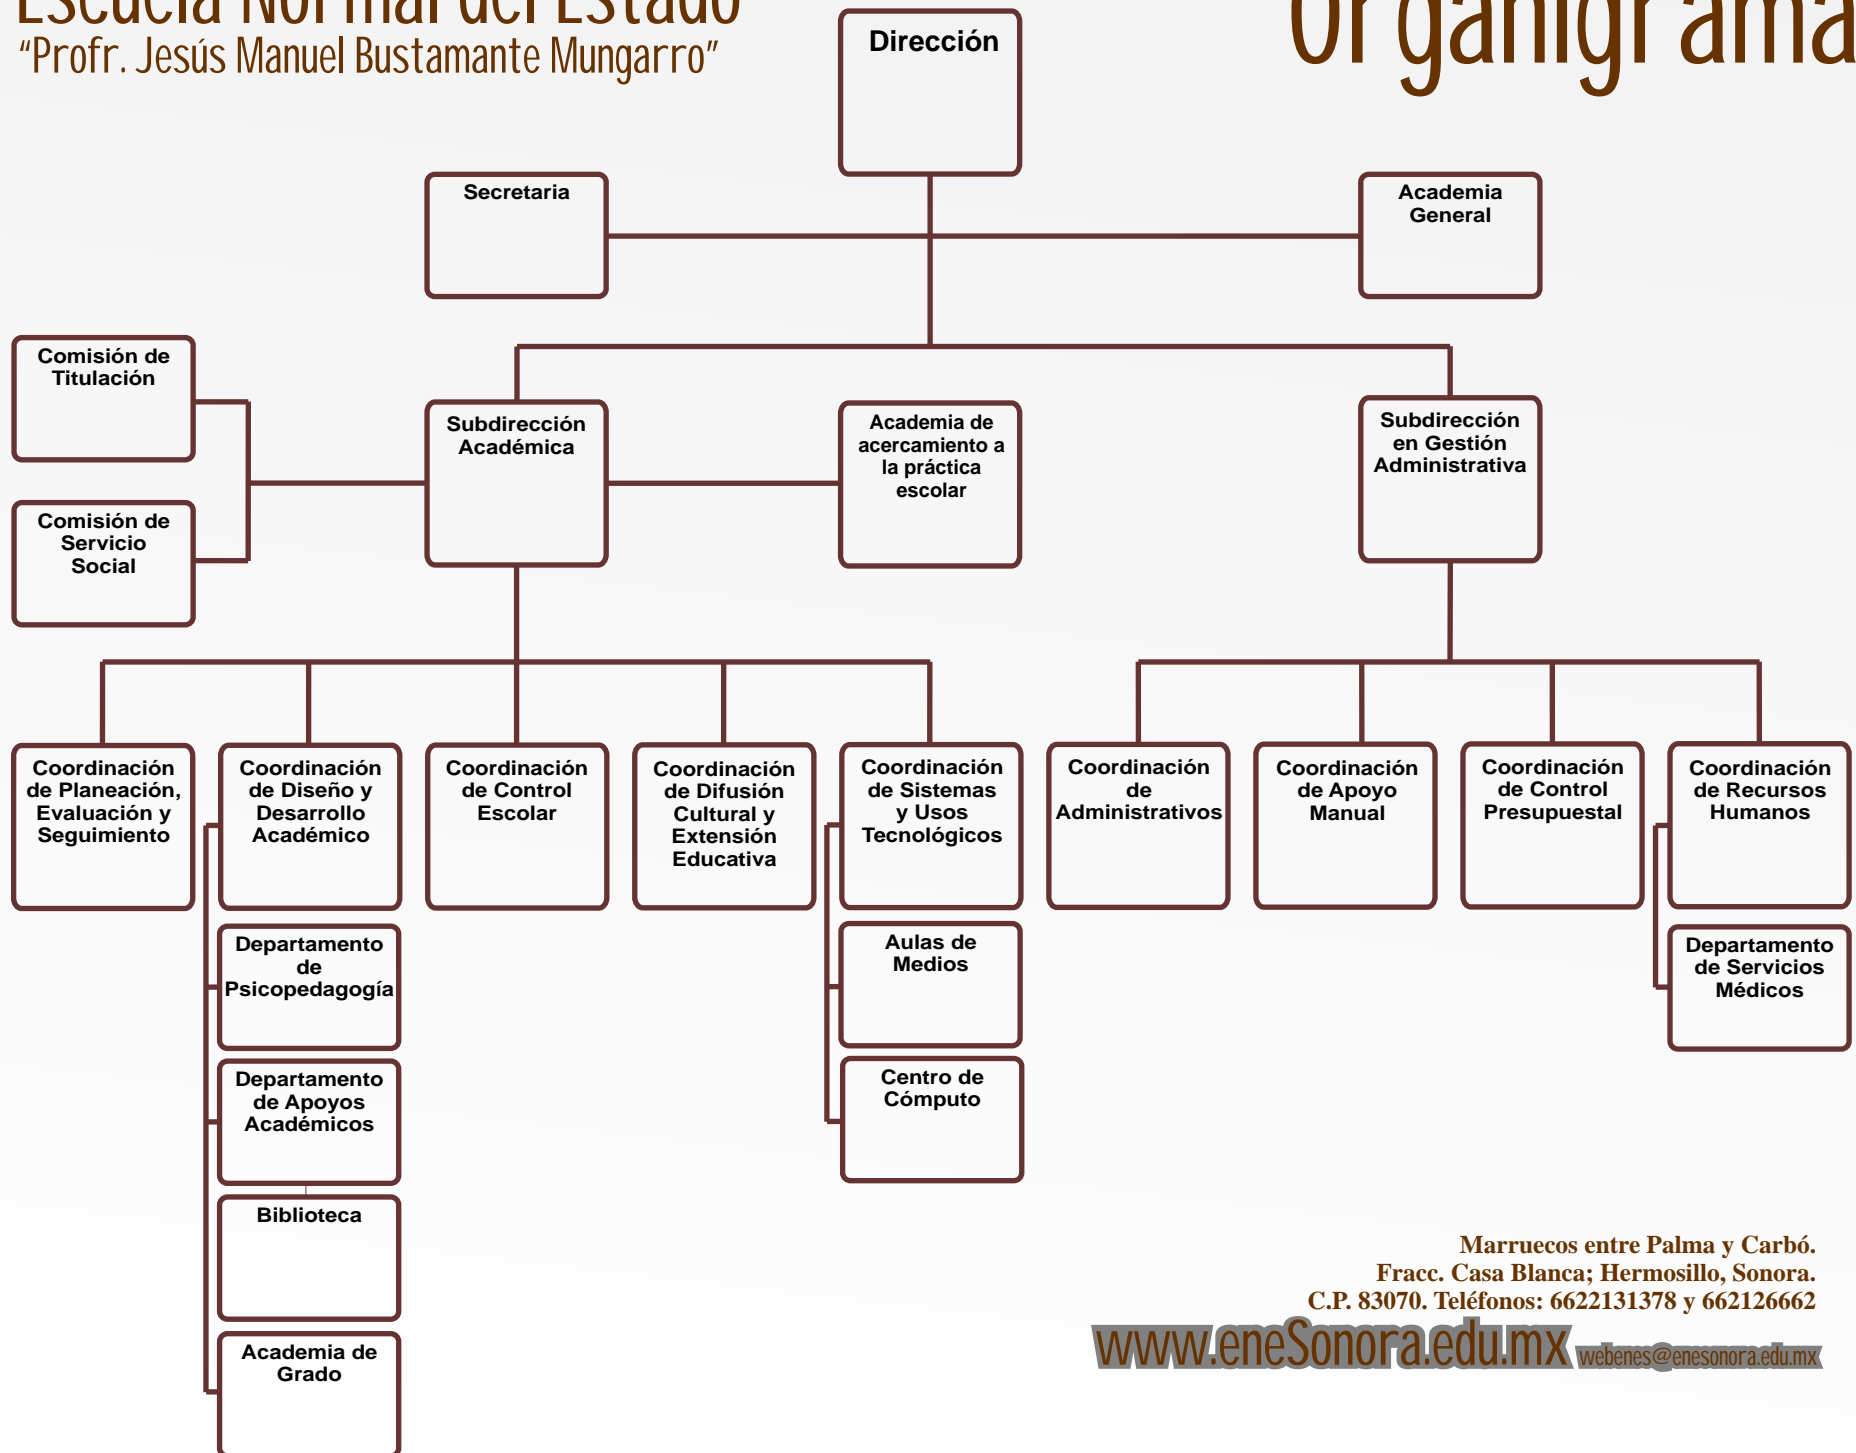 Escuela Normal del Estado
"Profr. Jesús Manuel Bustamante Mungarro"
Organigrama
Dirección
Secretaria
Academia
General
Comisión de
Titulación
Comisión de
Servicio
Social
Subdirección
Académica
Academia de
acercamiento a
la práctica
escolar
Subdirección
en Gestión
Administrativa
Coordinación
de Planeación,
Evaluación y
Seguimiento
Coordinación
de Diseño y
Desarrollo
Académico
Coordinación
de Control
Escolar
Coordinación
de Difusión
Cultural y
Extensión
Educativa
Coordinación
de Sistemas
y Usos
Tecnológicos
Coordinación
de
Administrativos
Coordinación
de Apoyo
Manual
Coordinación
de Control
Presupuestal
Coordinación
de Recursos
Humanos
Departamento
de
Psicopedagogía
Departamento
de Apoyos
Académicos
Biblioteca
Academia de
Grado
Aulas de
Medios
Centro de
Cómputo
Departamento
de Servicios
Médicos
Marruecos entre Palma y Carbó.
Fracc. Casa Blanca; Hermosillo, Sonora.
C.P. 83070. Teléfonos: 6622131378 y 662126662
www.eneSonora.edu.mx webenes@enesonora.edu.mx